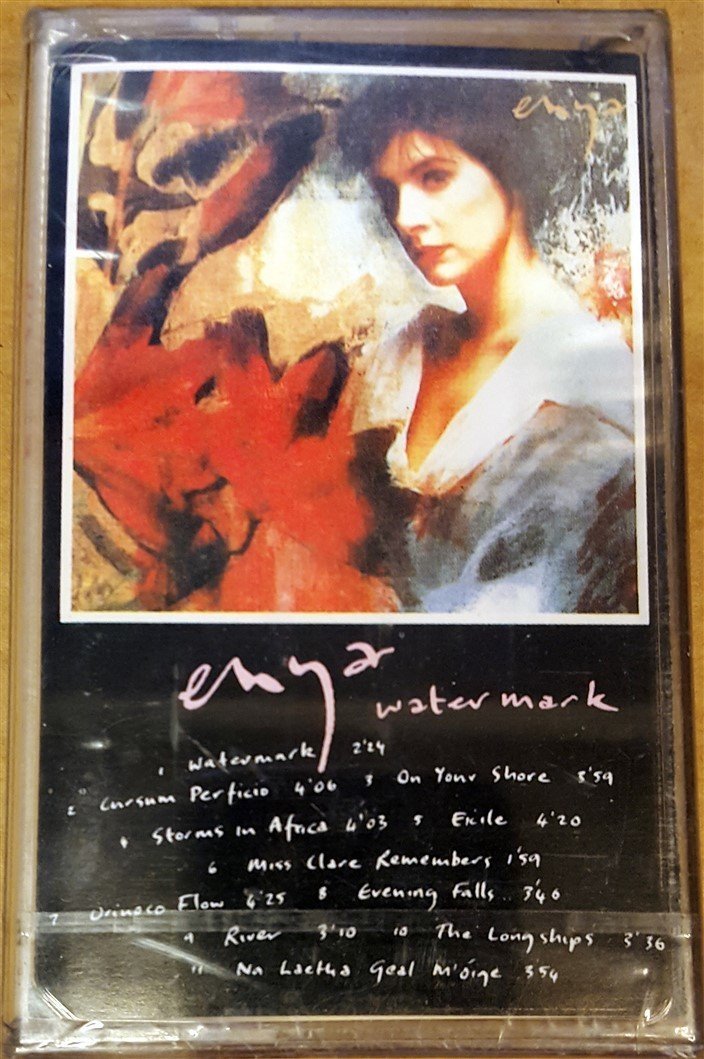 enya
enya
watermark
1 Watermark 2'24
2 Cursum Perficio 4'06 3 On Your Shore 3'59
4 Storms In Africa 4'03 5 Exile 4'20
6 Miss Clare Remembers 1'59
7 Orinoco Flow 4'25 8 Evening Falls.. 3'46
9 River 3'10 10 The Longships 3'36
11 Na Laetha Geal M'óige 3'54